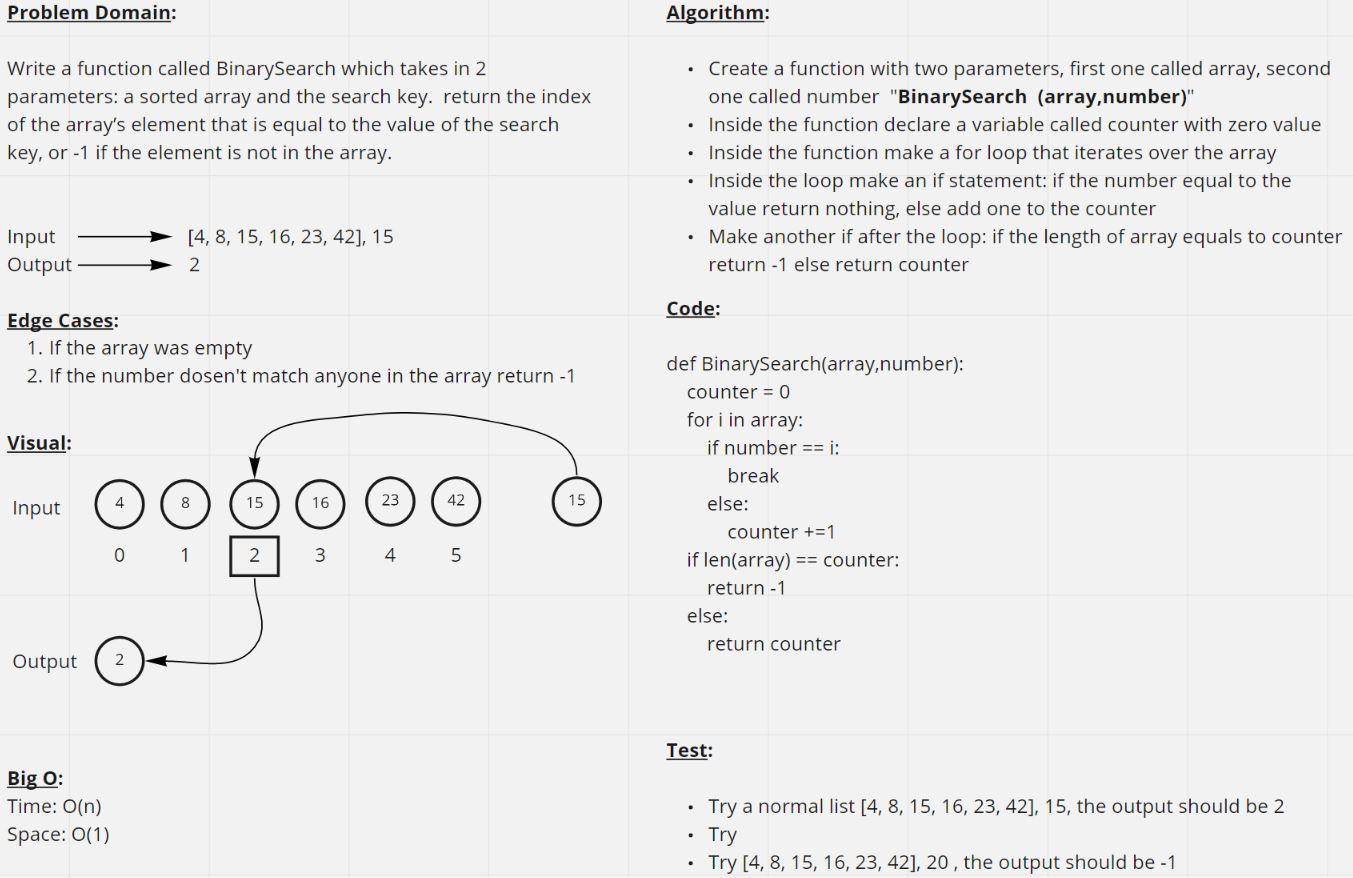 Problem Domain:
Write a function called BinarySearch which takes in 2
parameters: a sorted array and the search key.  return the index
of the array’s element that is equal to the value of the search
key, or -1 if the element is not in the array.
Input [4, 8, 15, 16, 23, 42], 15
Output 2
Edge Cases:
1. If the array was empty
2. If the number dosen't match anyone in the array return -1
Visual:
Input 4 8 15 16 23 42 15
0 1 2 3 4 5
Output 2
Big O:
Time: O(n)
Space: O(1)
Algorithm:
• Create a function with two parameters, first one called array, second
one called number  "BinarySearch  (array,number)"
• Inside the function declare a variable called counter with zero value
• Inside the function make a for loop that iterates over the array
• Inside the loop make an if statement: if the number equal to the
value return nothing, else add one to the counter
• Make another if after the loop: if the length of array equals to counter
return -1 else return counter
Code:
def BinarySearch(array,number):
counter = 0
for i in array:
if number == i:
break
else:
counter +=1
if len(array) == counter:
return -1
else:
return counter
Test:
• Try a normal list [4, 8, 15, 16, 23, 42], 15, the output should be 2
• Try
• Try [4, 8, 15, 16, 23, 42], 20 , the output should be -1